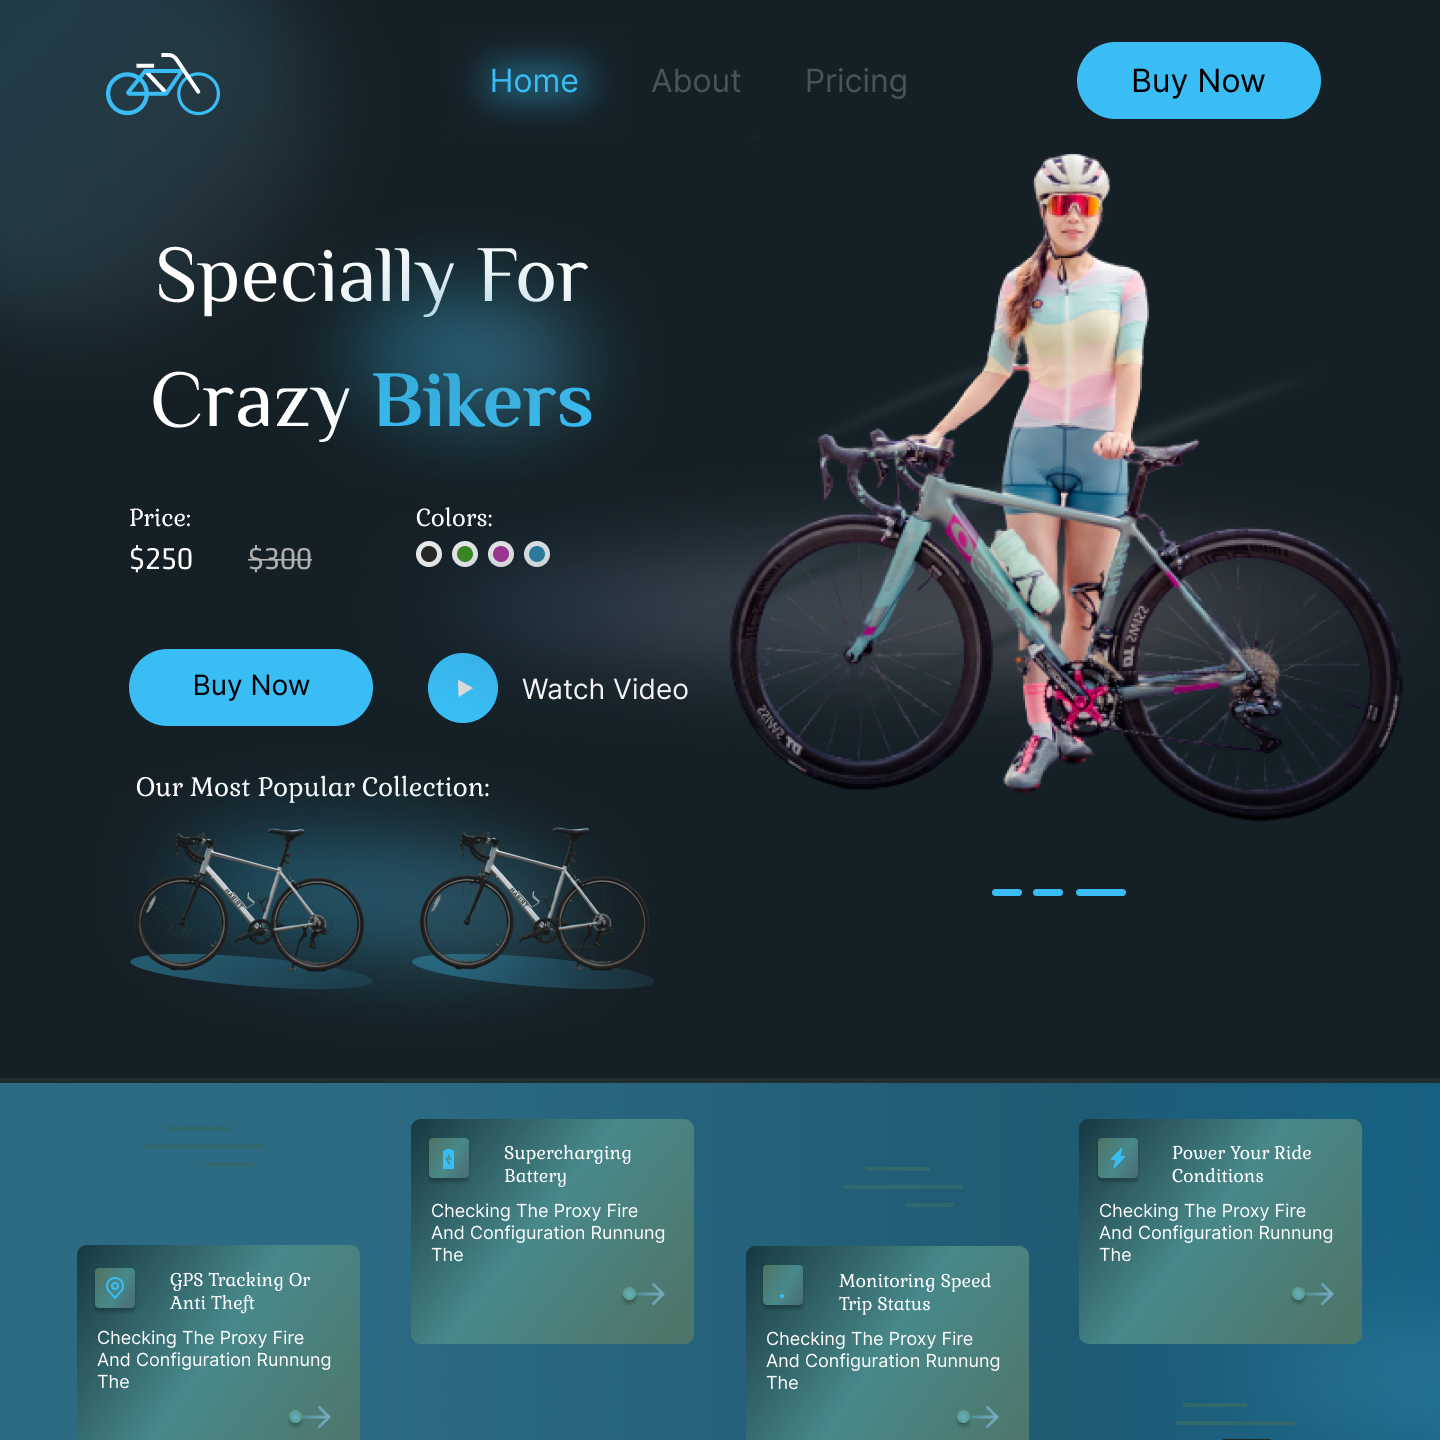 Home
About
Pricing
Buy Now
Specially For
Crazy Bikers
Price:
Colors:
$250
$300
Buy Now
Watch Video
Our Most Popular Collection:
Supercharging
Battery
Checking The Proxy Fire
And Configuration Runnung
The
Power Your Ride
Conditions
Checking The Proxy Fire
And Configuration Runnung
The
GPS Tracking Or
Anti Theft
Checking The Proxy Fire
And Configuration Runnung
The
Monitoring Speed
Trip Status
Checking The Proxy Fire
And Configuration Runnung
The